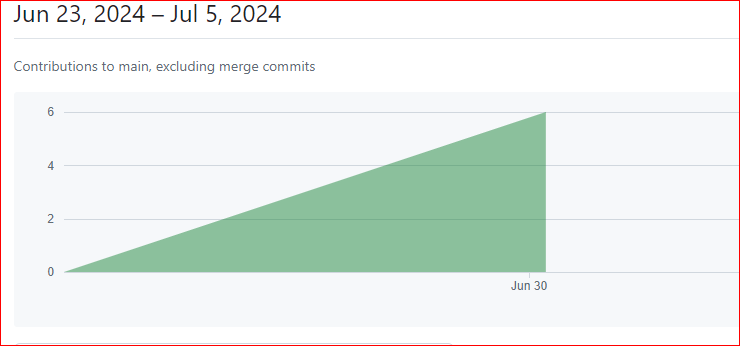 Jun 23, 2024 – Jul 5, 2024
Contributions to main, excluding merge commits
6
4
2
0
Jun 30